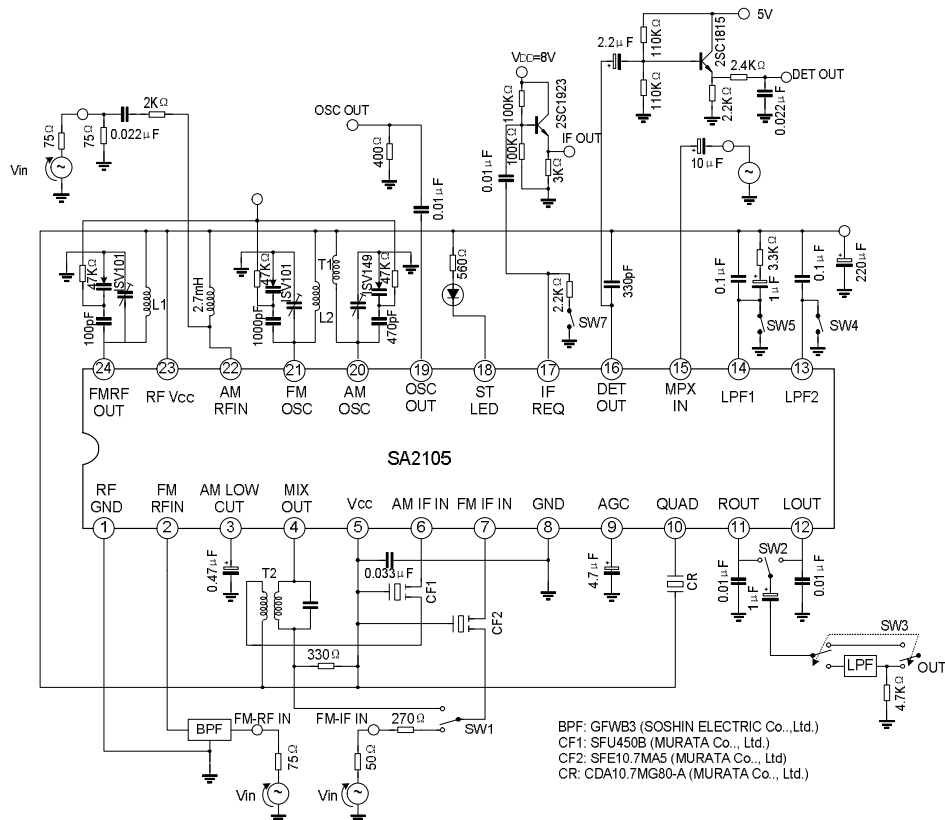 5V
2.2μF
110KΩ
2SC1815
2.4KΩ
DET OUT
VDD=8V
110KΩ
2.2KΩ
0.022μF
2KΩ
0.022μF
75Ω
75Ω
Vin
OSC OUT
400Ω
0.01μF
100KΩ
2SC1923
IF OUT
100KΩ
3KΩ
0.01μF
10μF
47KΩ
ISV101
L1
100pF
2.7mH
47KΩ
ISV101
1000pF
L2
T1
SV149
47KΩ
470pF
560Ω
2.2KΩ
SW7
330pF
0.1μF
3.3KΩ
1μF
SW5
0.1μF
SW4
220μF
24 23 22 21 20 19 18 17 16 15 14 13
FMRF OUT
RF Vcc
AM RFIN
FM OSC
AM OSC
OSC OUT
ST LED
IF REQ
DET OUT
MPX IN
LPF1
LPF2
SA2105
RF GND
FM RFIN
AM LOW CUT
MIX OUT
Vcc
AM IF IN
FM IF IN
GND
AGC
QUAD
ROUT
LOUT
1 2 3 4 5 6 7 8 9 10 11 12
0.47μF
T2
0.033μF
CF1
CF2
4.7μF
CR
0.01μF
SW2
1μF
0.01μF
330Ω
SW3
LPF
OUT
4.7KΩ
BPF
FM-RF IN
75Ω
Vin
FM-IF IN
270Ω
SW1
50Ω
Vin
BPF: GFWB3 (SOSHIN ELECTRIC Co..,Ltd.)
CF1: SFU450B (MURATA Co.., Ltd.)
CF2: SFE10.7MA5 (MURATA Co.., Ltd)
CR: CDA10.7MG80-A (MURATA Co.., Ltd.)